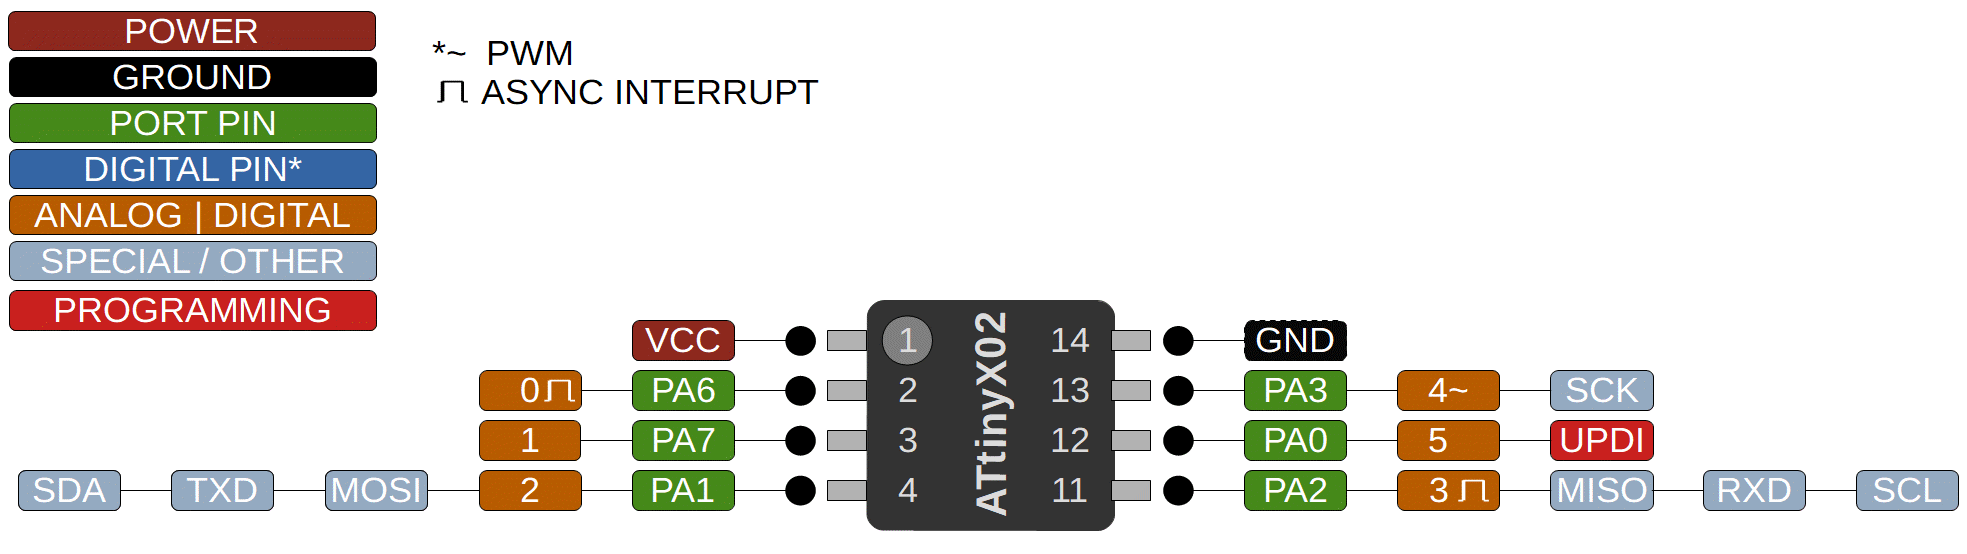 POWER
GROUND
PORT PIN
DIGITAL PIN*
ANALOG | DIGITAL
SPECIAL / OTHER
PROGRAMMING
*~ PWM
ASYNC INTERRUPT
VCC 1 14 GND
0 PA6 2 13 PA3 4~ SCK
1 PA7 3 12 PA0 5 UPDI
SDA TXD MOSI 2 PA1 4 11 PA2 3 MISO RXD SCL
ATtinyX02